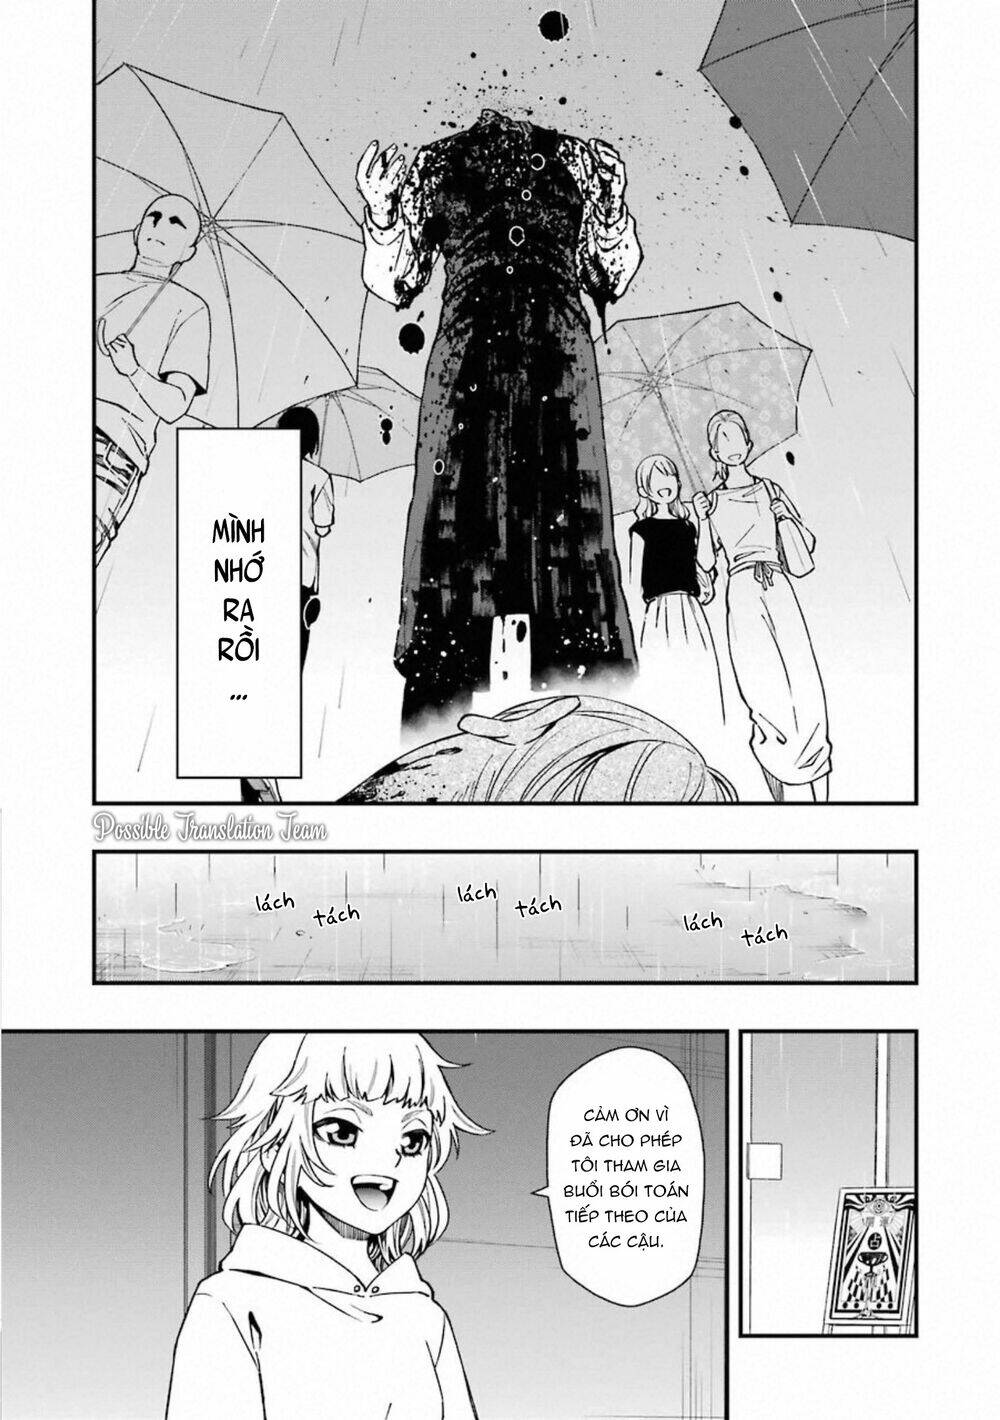 MÌNH
NHỚ
RA
RỒI
...
Possible Translation Team
lách
tách
lách
tách
lách
tách
CẢM ƠN VÌ
ĐÃ CHO PHÉP
TÔI THAM GIA
BUỔI BÓI TOÁN
TIẾP THEO CỦA
CÁC CẬU.
占